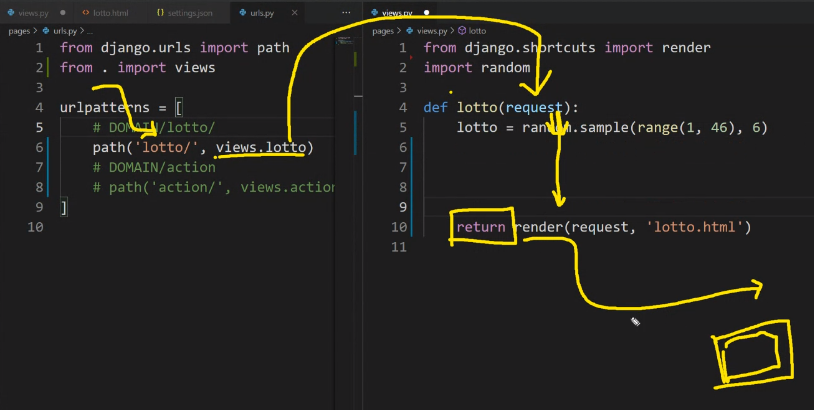 views.py
lotto.html
settings.json
urls.py
pages > urls.py > ...
1 from django.urls import path
2 from . import views
3
4 urlpatterns = [
5 # DOMAIN/lotto/
6 path('lotto/', views.lotto)
7 # DOMAIN/action
8 # path('action/', views.action
9 ]
10
views.py
pages > views.py > lotto
1 from django.shortcuts import render
2 import random
3
4 def lotto(request):
5 lotto = random.sample(range(1, 46), 6)
6
7
8
9
10 return render(request, 'lotto.html')
11